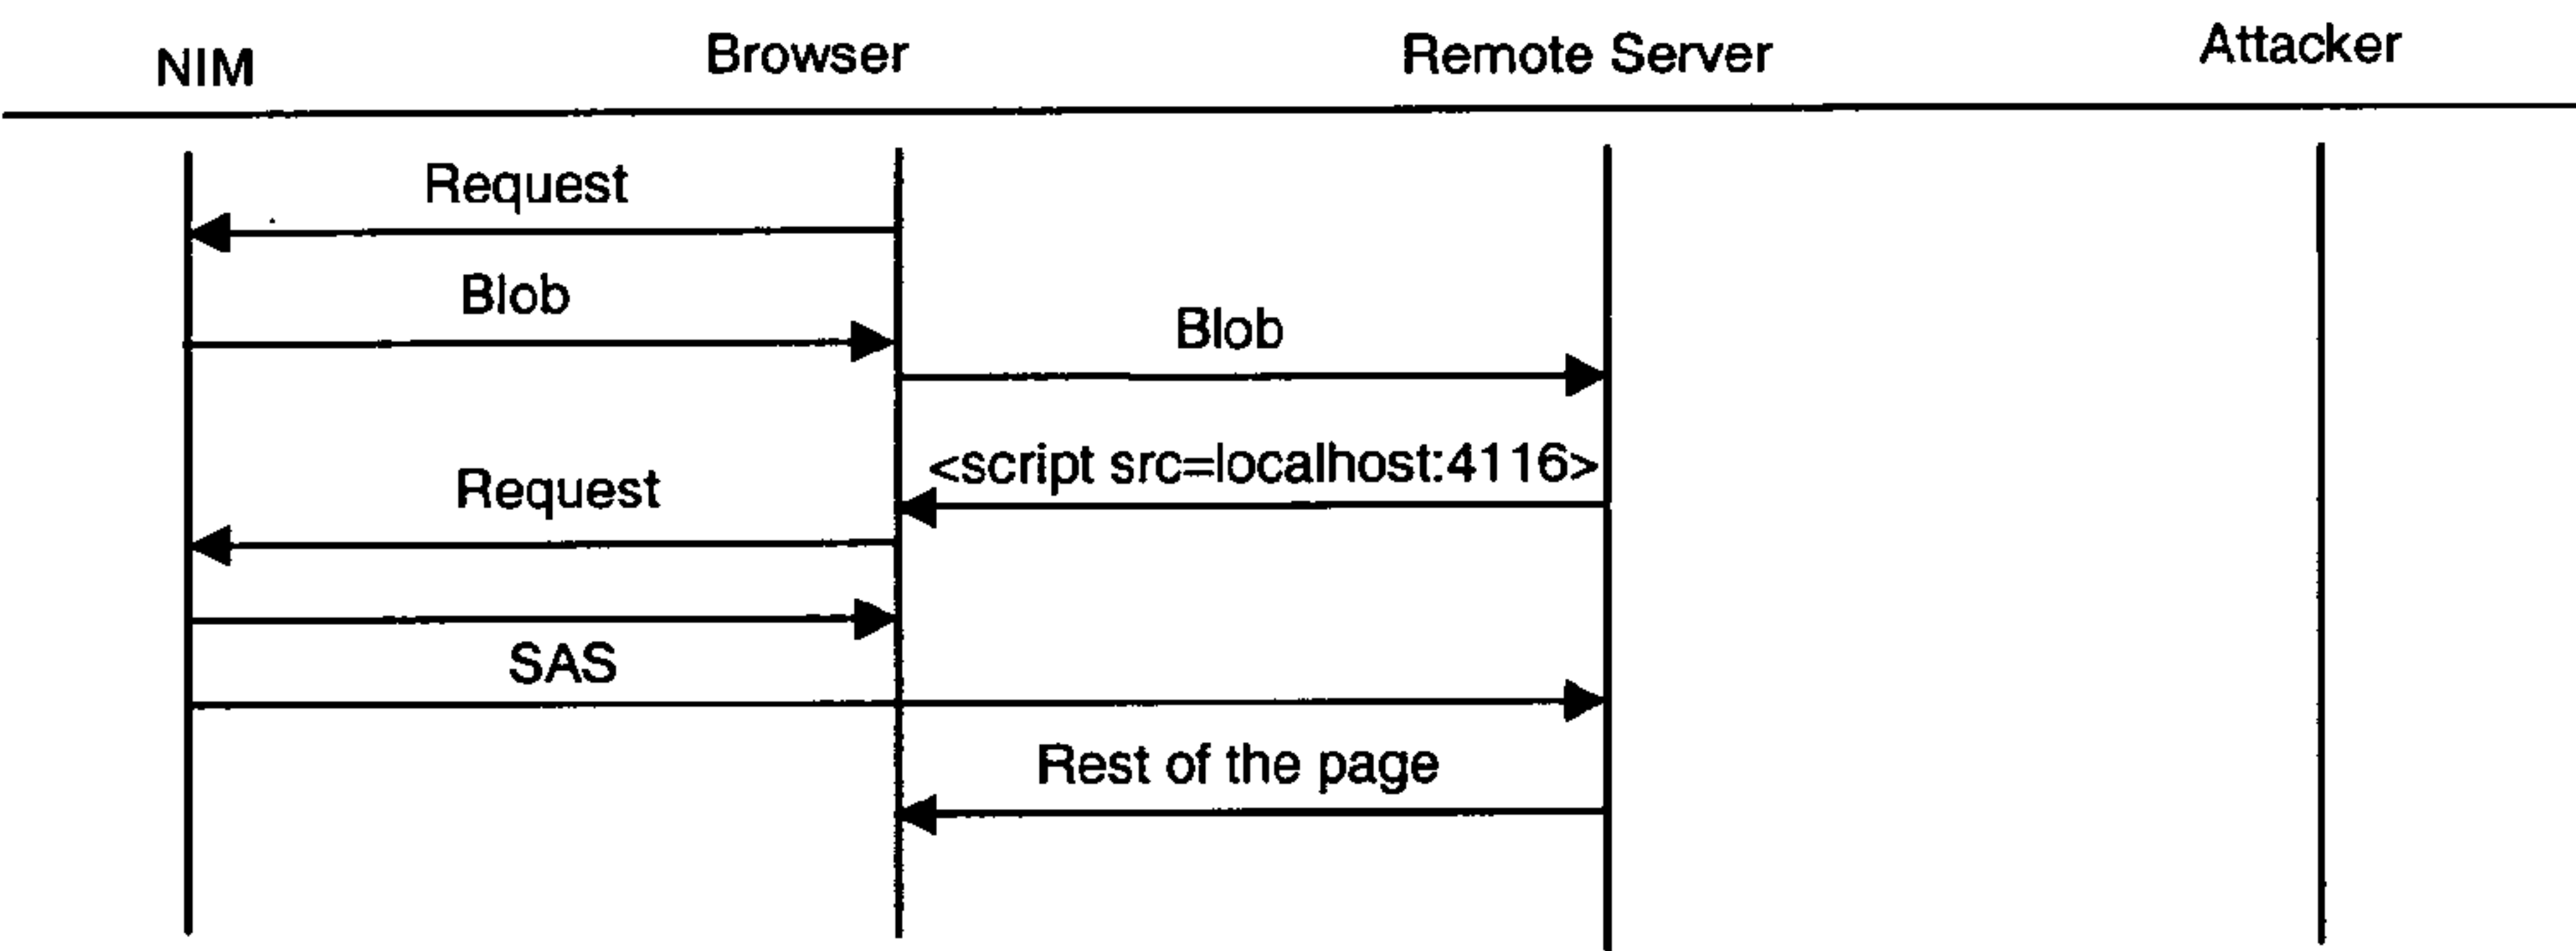 NIM
Browser
Remote Server
Attacker
Request
Blob
Blob
<script src=localhost:4116>
Request
SAS
Rest of the page